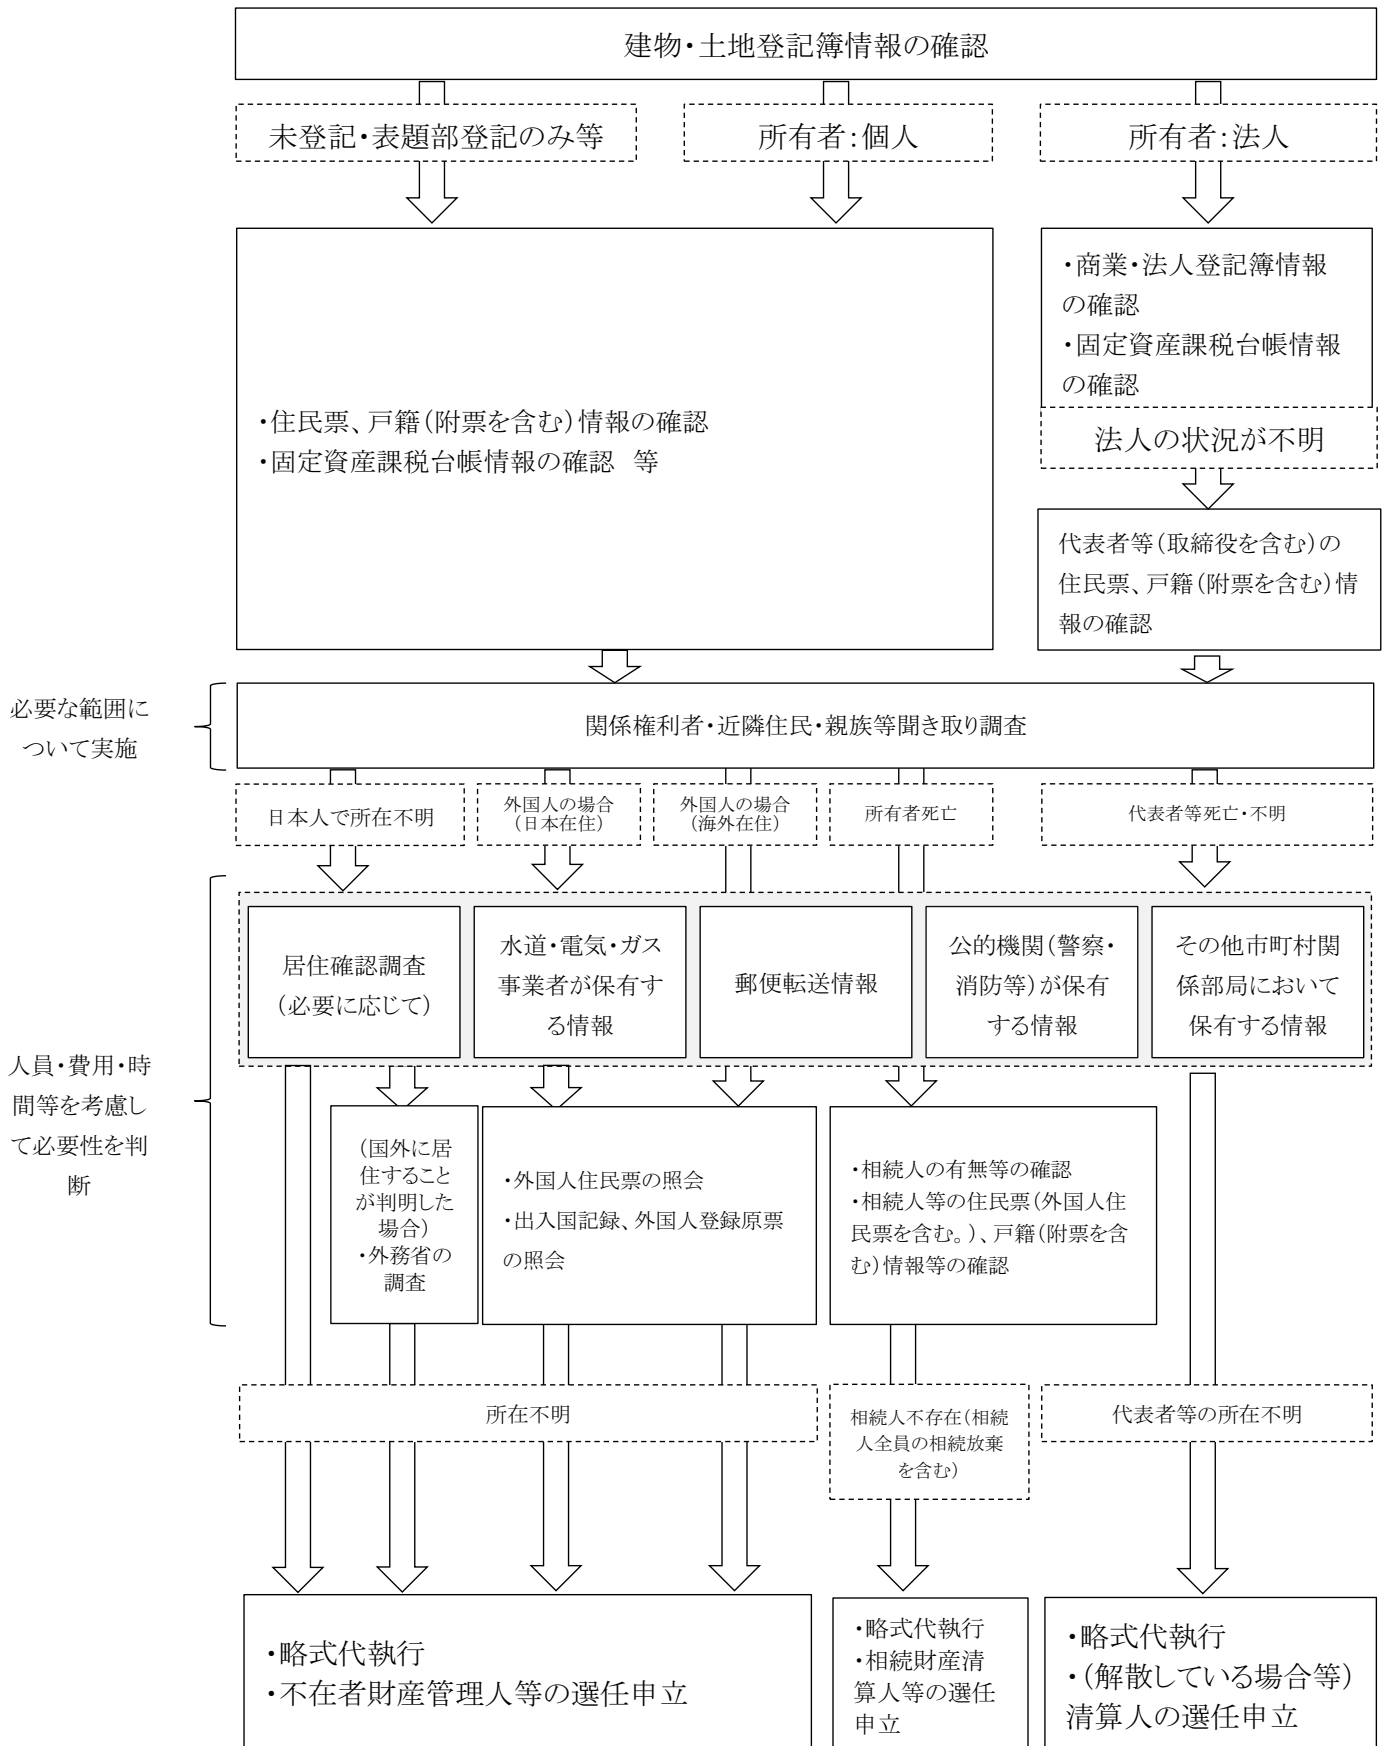 建物・土地登記簿情報の確認
未登記・表題部登記のみ等
所有者：個人
所有者：法人
・住民票、戸籍（附票を含む）情報の確認
・固定資産課税台帳情報の確認　等
・商業・法人登記簿情報
の確認
・固定資産課税台帳情報
の確認
法人の状況が不明
代表者等（取締役を含む）の
住民票、戸籍（附票を含む）情
報の確認
必要な範囲に
ついて実施
関係権利者・近隣住民・親族等聞き取り調査
日本人で所在不明
外国人の場合
（日本在住）
外国人の場合
（海外在住）
所有者死亡
代表者等死亡・不明
人員・費用・時
間等を考慮し
て必要性を判
断
居住確認調査
（必要に応じて）
水道・電気・ガス
事業者が保有す
る情報
郵便転送情報
公的機関（警察・
消防等）が保有
する情報
その他市町村関
係部局において
保有する情報
（国外に居
住すること
が判明した
場合）
・外務省の
調査
・外国人住民票の照会
・出入国記録、外国人登録原票
の照会
・相続人の有無等の確認
・相続人等の住民票（外国人住
民票を含む。）、戸籍（附票を含
む）情報等の確認
所在不明
相続人不存在（相続
人全員の相続放棄
を含む）
代表者等の所在不明
・略式代執行
・不在者財産管理人等の選任申立
・略式代執行
・相続財産清
算人等の選任
申立
・略式代執行
・（解散している場合等）
清算人の選任申立